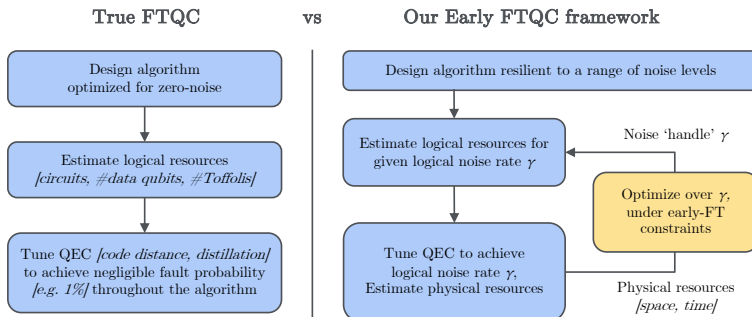 True FTQC
vs
Our Early FTQC framework
Design algorithm
optimized for zero-noise
Estimate logical resources
[circuits, #data qubits, #Toffolis]
Tune QEC [code distance, distillation]
to achieve negligible fault probability
[e.g. 1%] throughout the algorithm
Design algorithm resilient to a range of noise levels
Estimate logical resources for
given logical noise rate γ
Noise ‘handle’ γ
Optimize over γ,
under early-FT
constraints
Tune QEC to achieve
logical noise rate γ,
Estimate physical resources
Physical resources
[space, time]